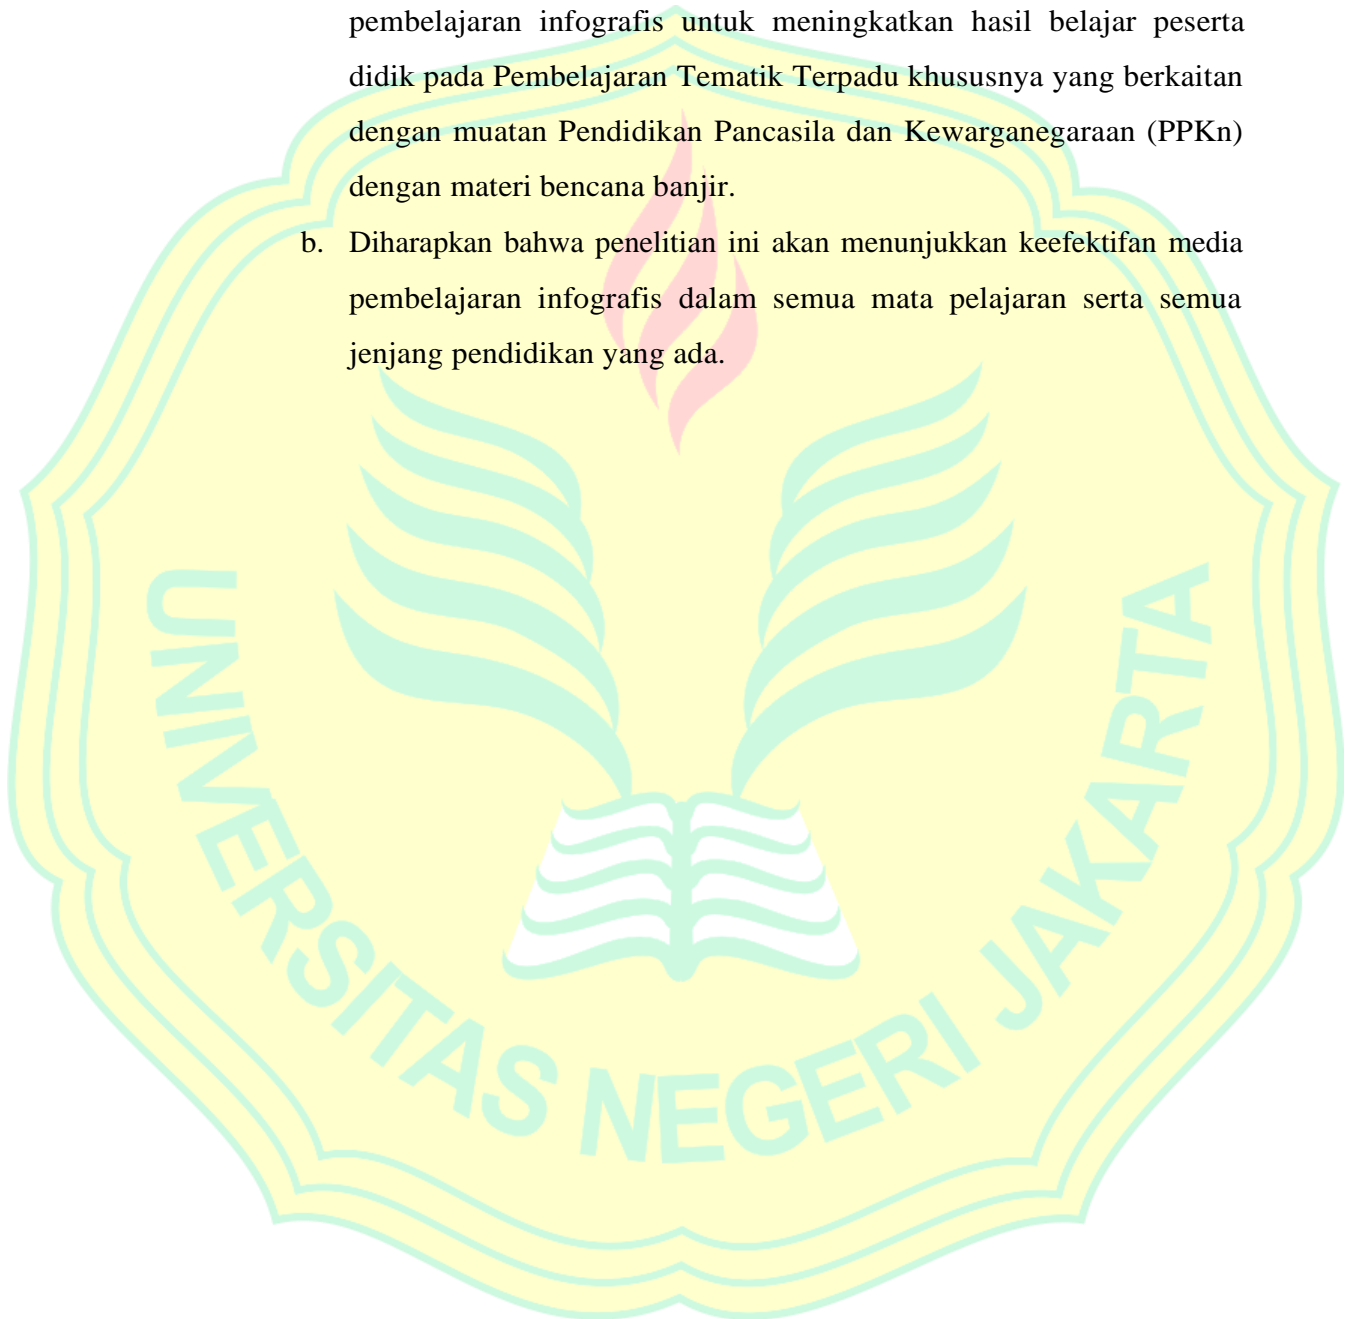 pembelajaran infografis untuk meningkatkan hasil belajar peserta
didik pada Pembelajaran Tematik Terpadu khususnya yang berkaitan
dengan muatan Pendidikan Pancasila dan Kewarganegaraan (PPKn)
dengan materi bencana banjir.
b. Diharapkan bahwa penelitian ini akan menunjukkan keefektifan media
pembelajaran infografis dalam semua mata pelajaran serta semua
jenjang pendidikan yang ada.
UNIVERSITAS NEGERI JAKARTA